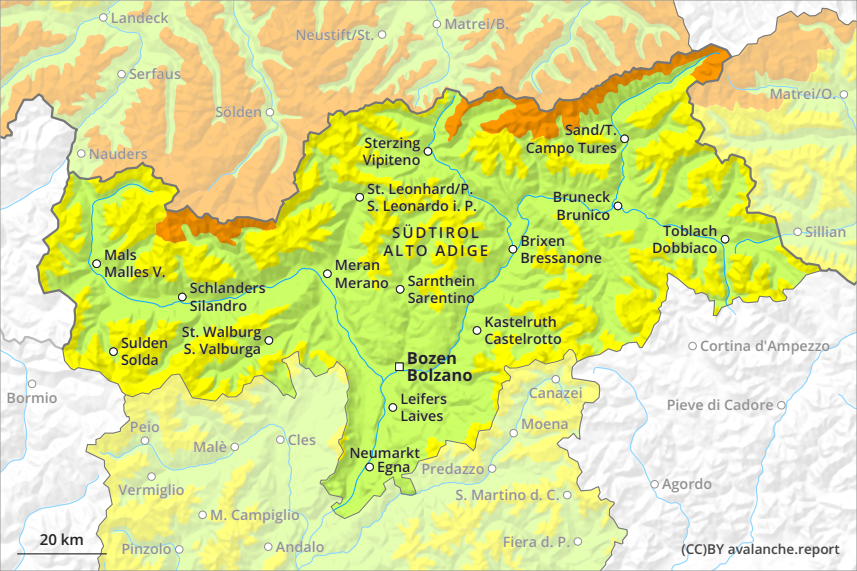 Landeck
Matrei/B.
Neustift/St.
Serfaus
Matrei/O.
Sölden
Sand/T.
Campo Tures
Sterzing
Vipiteno
Nauders
St. Leonhard/P.
S. Leonardo i. P.
Bruneck
Brunico
SÜDTIROL
ALTO ADIGE
Toblach
Dobbiaco
Sillian
Brixen
Bressanone
Mals
Malles V.
Meran
Merano
Sarnthein
Sarentino
Schlanders
Silandro
Kastelruth
Castelrotto
St. Walburg
S. Valburga
Sulden
Solda
Cortina d'Ampezzo
Bozen
Bolzano
Bormio
Canazei
Leifers
Laives
Pieve di Cadore
Peio
Moena
Malè
Cles
Neumarkt
Egna
Predazzo
Vermiglio
Agordo
S. Martino d. C.
M. Campiglio
20 km
Pinzolo
Andalo
Fiera d. P.
(CC)BY avalanche.report